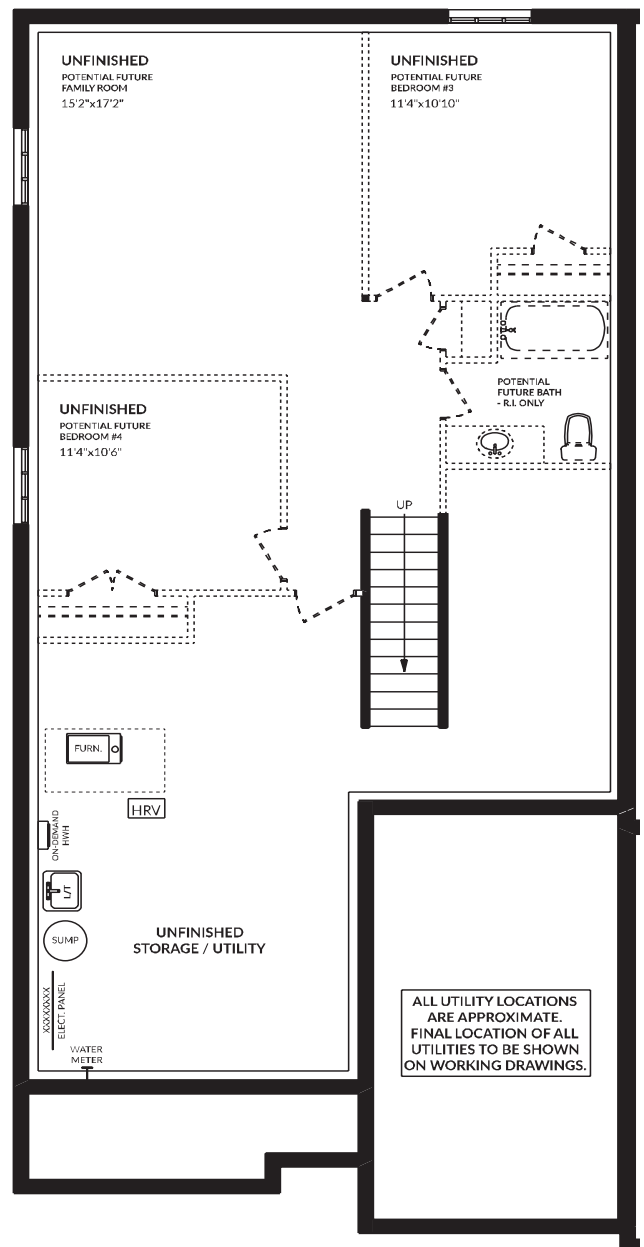 UNFINISHED
POTENTIAL FUTURE
FAMILY ROOM
15'2"x17'2"
UNFINISHED
POTENTIAL FUTURE
BEDROOM #3
11'4"x10'10"
POTENTIAL
FUTURE BATH
- R.I. ONLY
UNFINISHED
POTENTIAL FUTURE
BEDROOM #4
11'4"x10'6"
UP
FURN.
HRV
ON-DEMAND
HWH
L/T
SUMP
UNFINISHED
STORAGE / UTILITY
XXXXXXXX
ELECT. PANEL
WATER
METER
ALL UTILITY LOCATIONS
ARE APPROXIMATE.
FINAL LOCATION OF ALL
UTILITIES TO BE SHOWN
ON WORKING DRAWINGS.